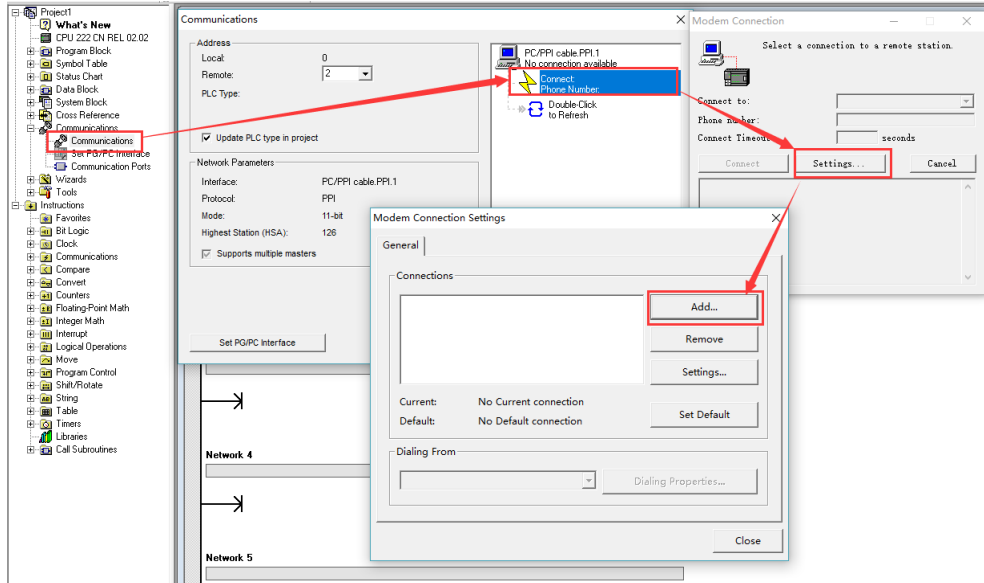 Project1
What's New
CPU 222 CN REL 02.02
Program Block
Symbol Table
Status Chart
Data Block
System Block
Cross Reference
Communications
Communications
Set PG/PC Interface
Communication Ports
Wizards
Tools
Instructions
Favorites
Bit Logic
Clock
Communications
Compare
Convert
Counters
Floating-Point Math
Integer Math
Interrupt
Logical Operations
Move
Program Control
Shift/Rotate
String
Table
Timers
Libraries
Call Subroutines
Communications
Address
Local: 0
Remote: 2
PLC Type:
Update PLC type in project
Network Parameters
Interface: PC/PPI cable.PPI.1
Protocol: PPI
Mode: 11-bit
Highest Station (HSA): 126
Supports multiple masters
Set PG/PC Interface
PC/PPI cable.PPI.1
No connection available
Connect:
Phone Number:
Double-Click
to Refresh
Modem Connection
Select a connection to a remote station.
Connect to:
Phone number:
Connect Timeout: seconds
Connect Settings... Cancel
Modem Connection Settings
General
Connections
Add...
Remove
Settings...
Current: No Current connection
Default: No Default connection
Set Default
Dialing From
Dialing Properties...
Close
Network 4
Network 5